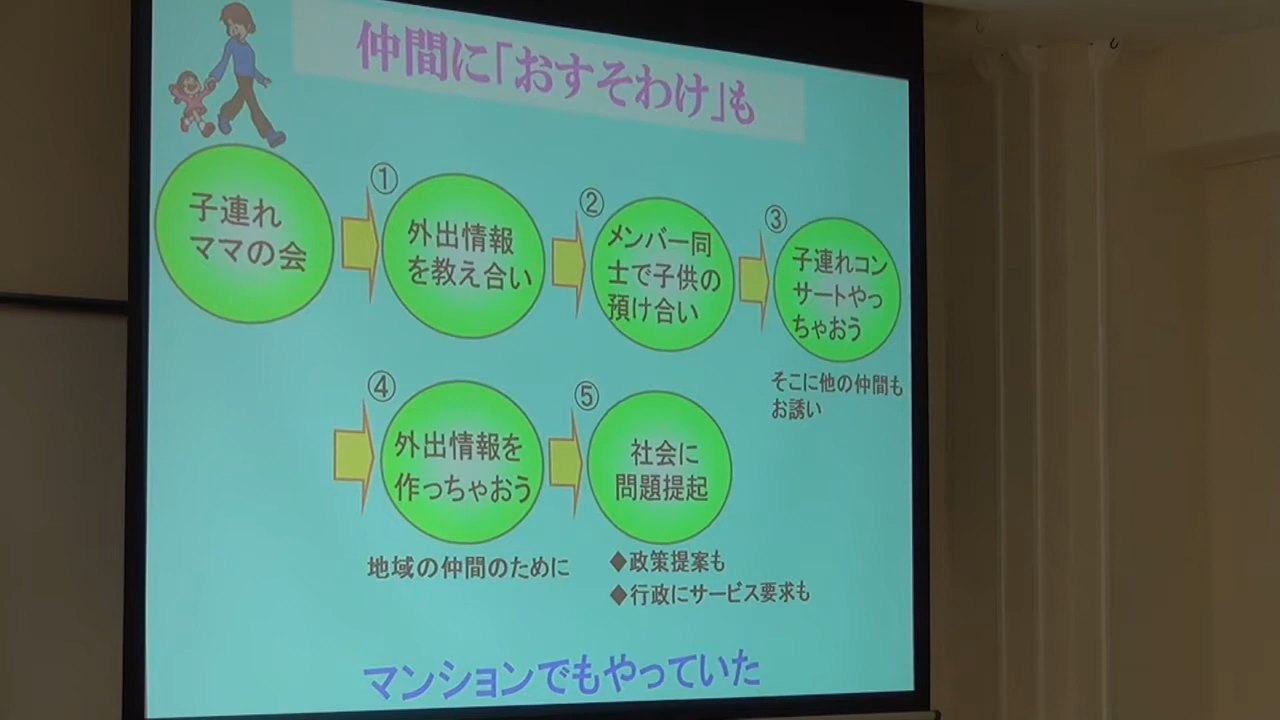 仲間に「おすそわけ」も
子連れ
ママの会
①
外出情報
を教え合い
②
メンバー同
士で子供の
預け合い
③
子連れコン
サートやっ
ちゃおう
そこに他の仲間も
お誘い
④
外出情報を
作っちゃおう
地域の仲間のために
⑤
社会に
問題提起
◆政策提案も
◆行政にサービス要求も
マンションでもやっていた